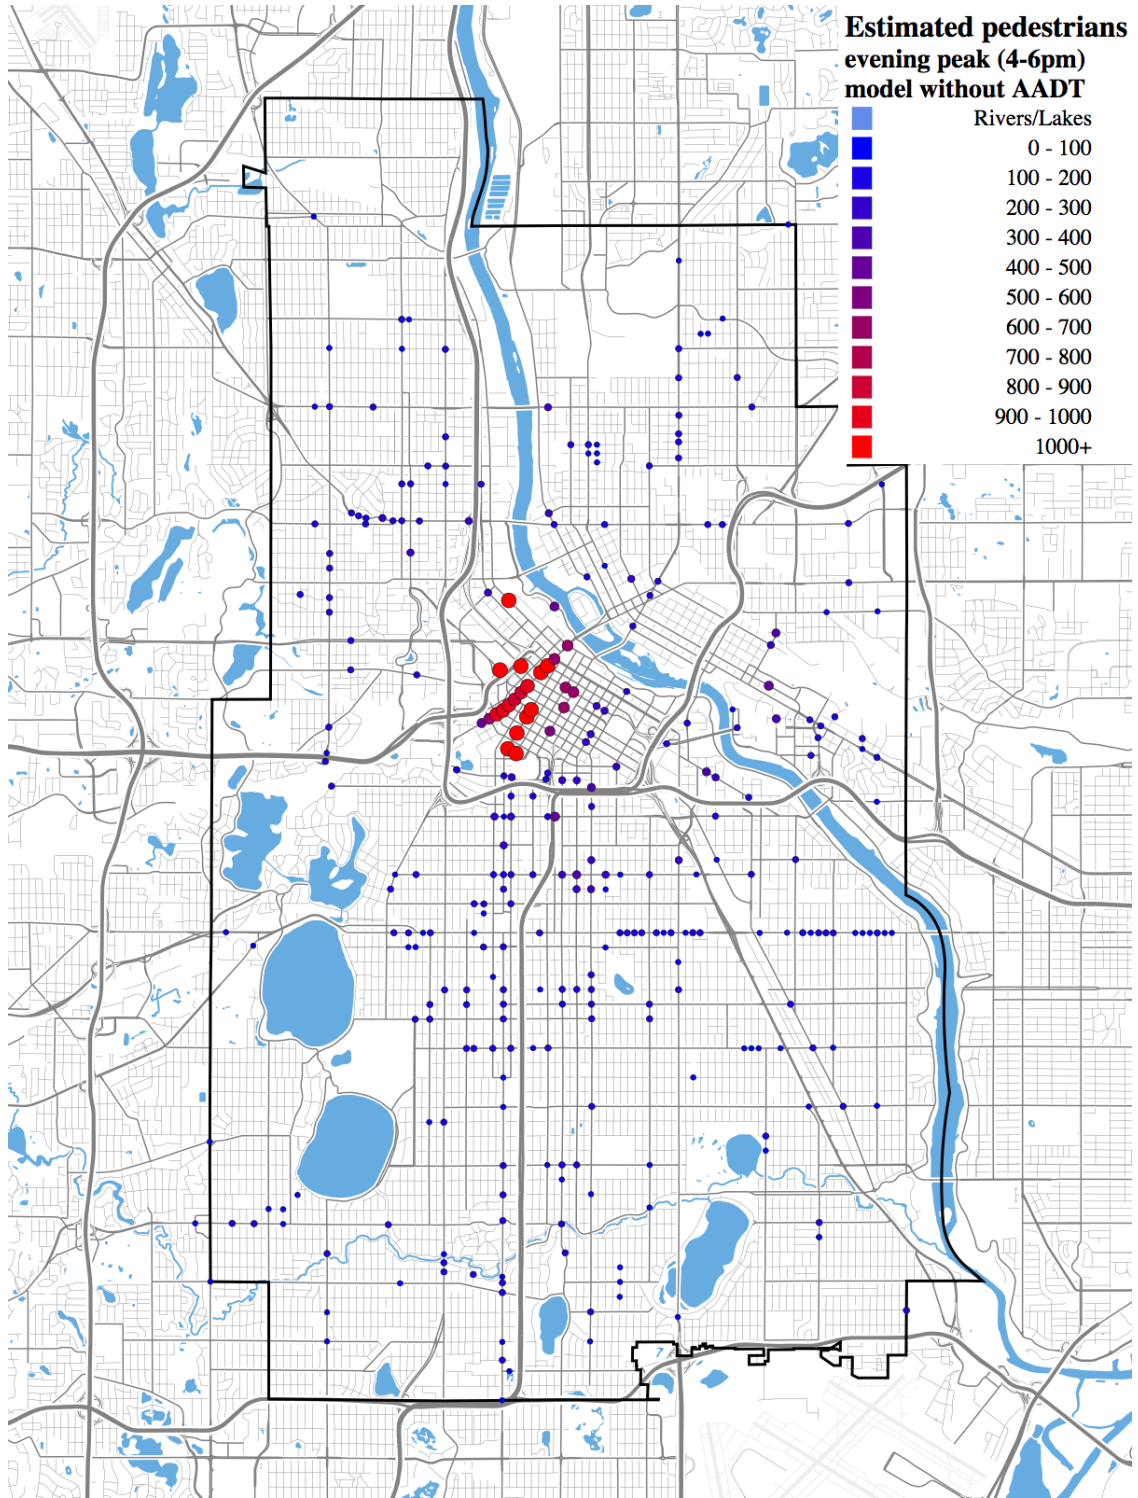 Estimated pedestrians
evening peak (4-6pm)
model without AADT
Rivers/Lakes
0 - 100
100 - 200
200 - 300
300 - 400
400 - 500
500 - 600
600 - 700
700 - 800
800 - 900
900 - 1000
1000+